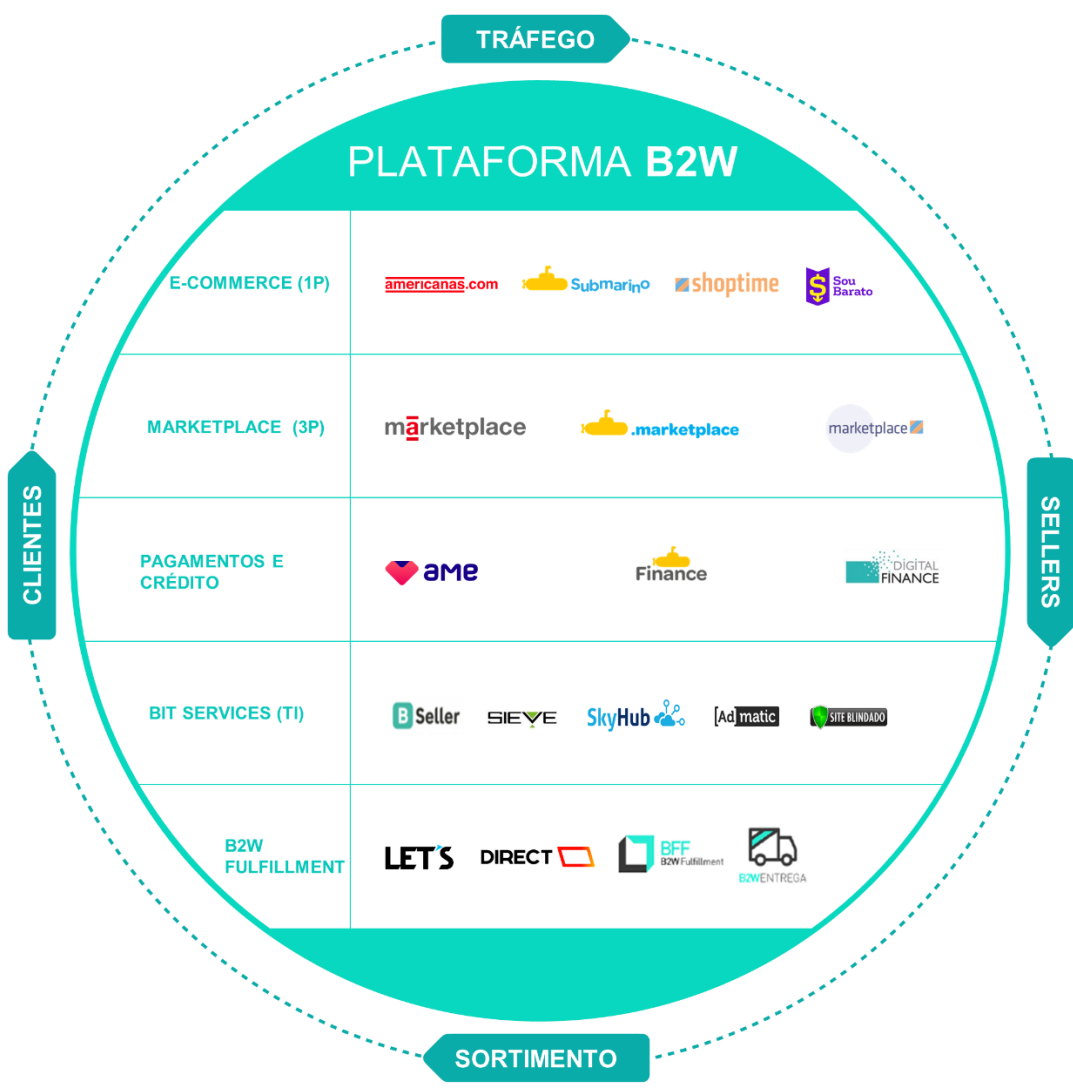 TRÁFEGO
PLATAFORMA B2W
E-COMMERCE (1P)
americanas.com
Submarino
shoptime
Sou
Barato
MARKETPLACE (3P)
marketplace
.marketplace
marketplace
CLIENTES
SELLERS
PAGAMENTOS E
CRÉDITO
ame
Finance
DIGITAL
FINANCE
BIT SERVICES (TI)
B Seller
SIEVE
SkyHub
[Ad matic
SITE BLINDADO
B2W
FULFILLMENT
LET'S
DIRECT
BFF
B2W Fulfillment
B2WENTREGA
SORTIMENTO